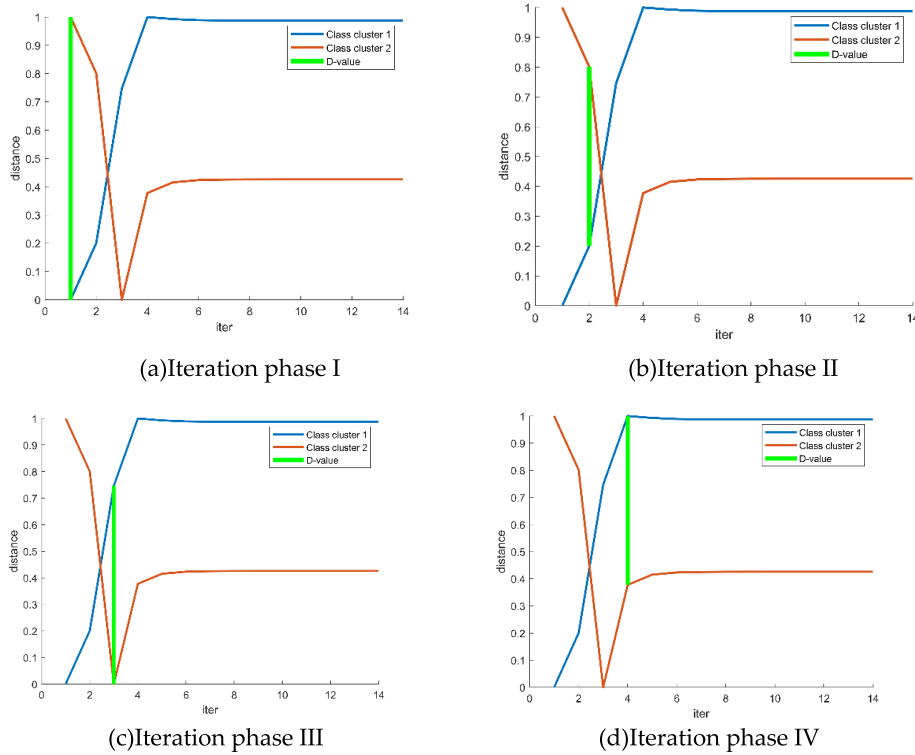 1
0.9
0.8
0.7
0.6
0.5
0.4
0.3
0.2
0.1
0
distance
Class cluster 1
Class cluster 2
D-value
0 2 4 6 8 10 12 14
iter
(a)Iteration phase I
1
0.9
0.8
0.7
0.6
0.5
0.4
0.3
0.2
0.1
0
distance
Class cluster 1
Class cluster 2
D-value
0 2 4 6 8 10 12 14
iter
(b)Iteration phase II
1
0.9
0.8
0.7
0.6
0.5
0.4
0.3
0.2
0.1
0
distance
Class cluster 1
Class cluster 2
D-value
0 2 4 6 8 10 12 14
iter
(c)Iteration phase III
1
0.9
0.8
0.7
0.6
0.5
0.4
0.3
0.2
0.1
0
distance
Class cluster 1
Class cluster 2
D-value
0 2 4 6 8 10 12 14
iter
(d)Iteration phase IV